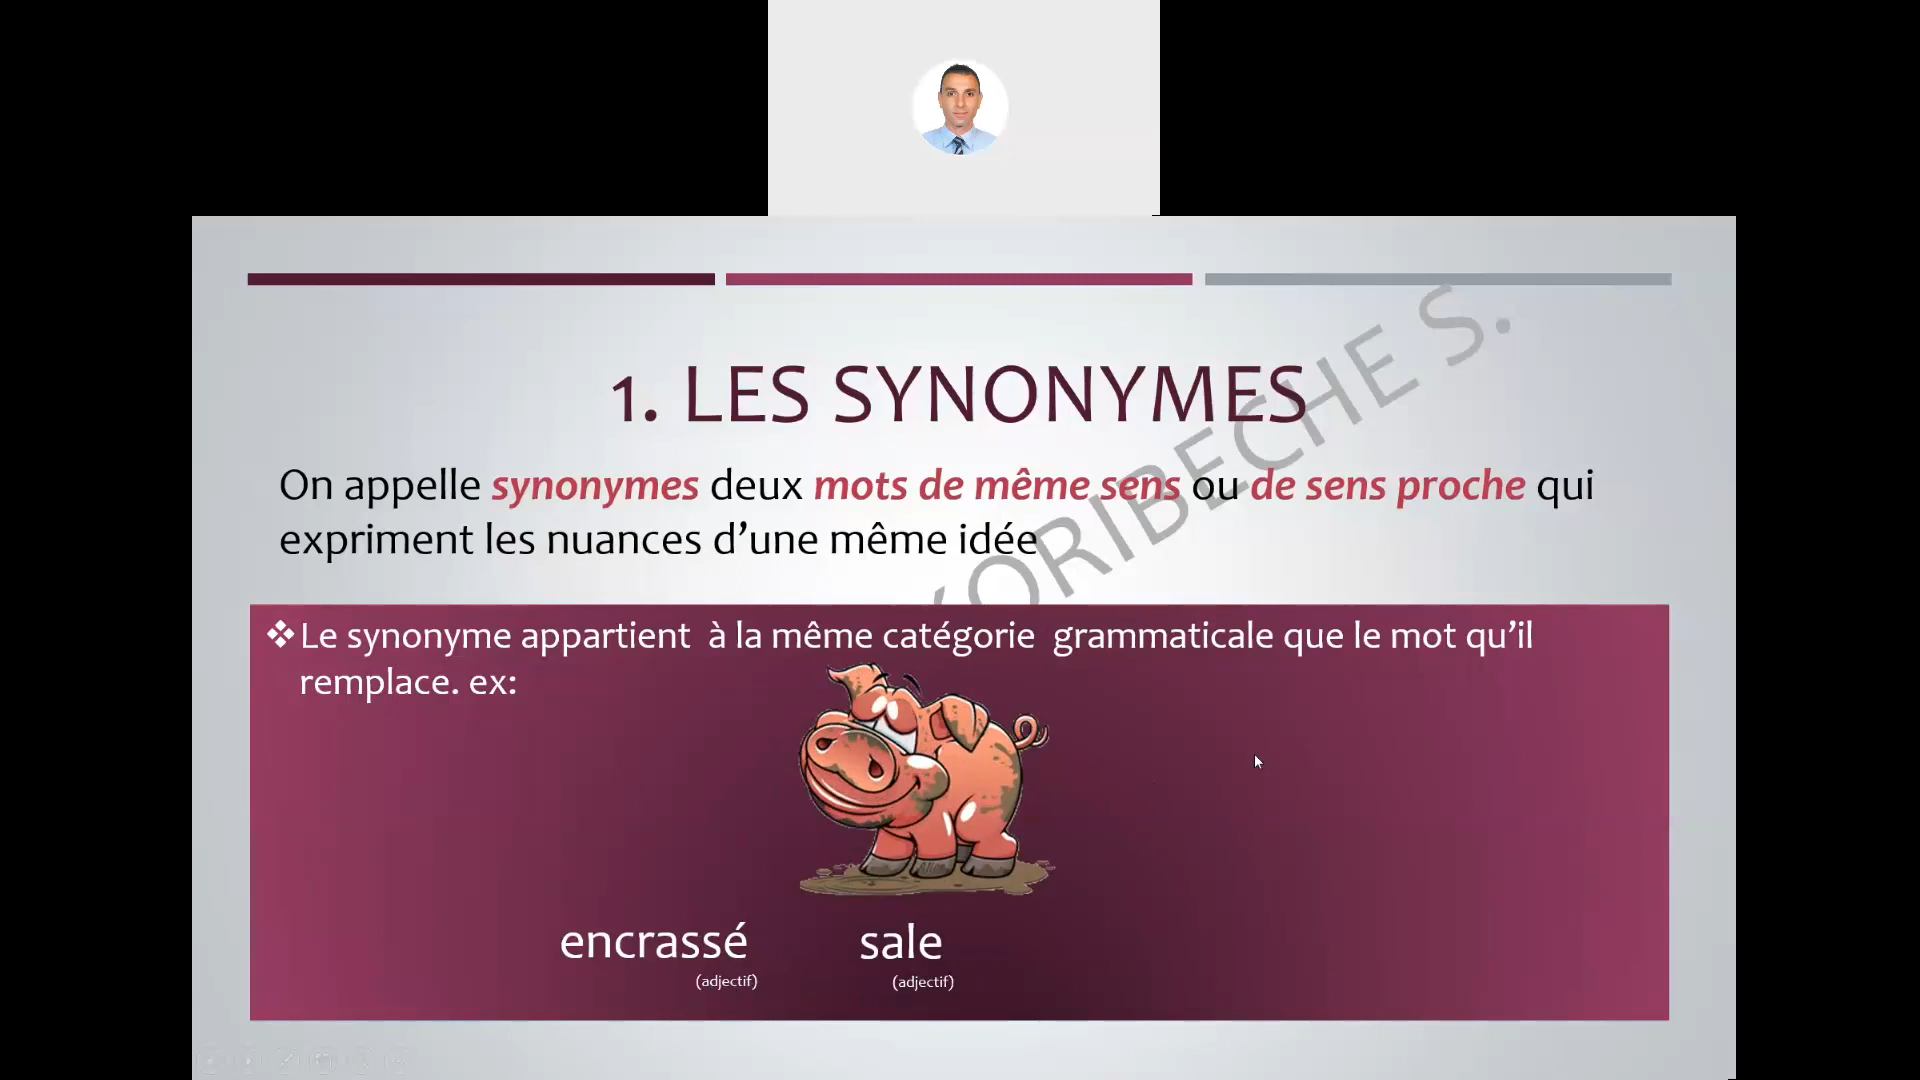 1. LES SYNONYMES
On appelle synonymes deux mots de même sens ou de sens proche qui
expriment les nuances d’une même idée
KORIBECHE S.
❖ Le synonyme appartient à la même catégorie grammaticale que le mot qu’il
remplace. ex:
encrassé sale
(adjectif) (adjectif)